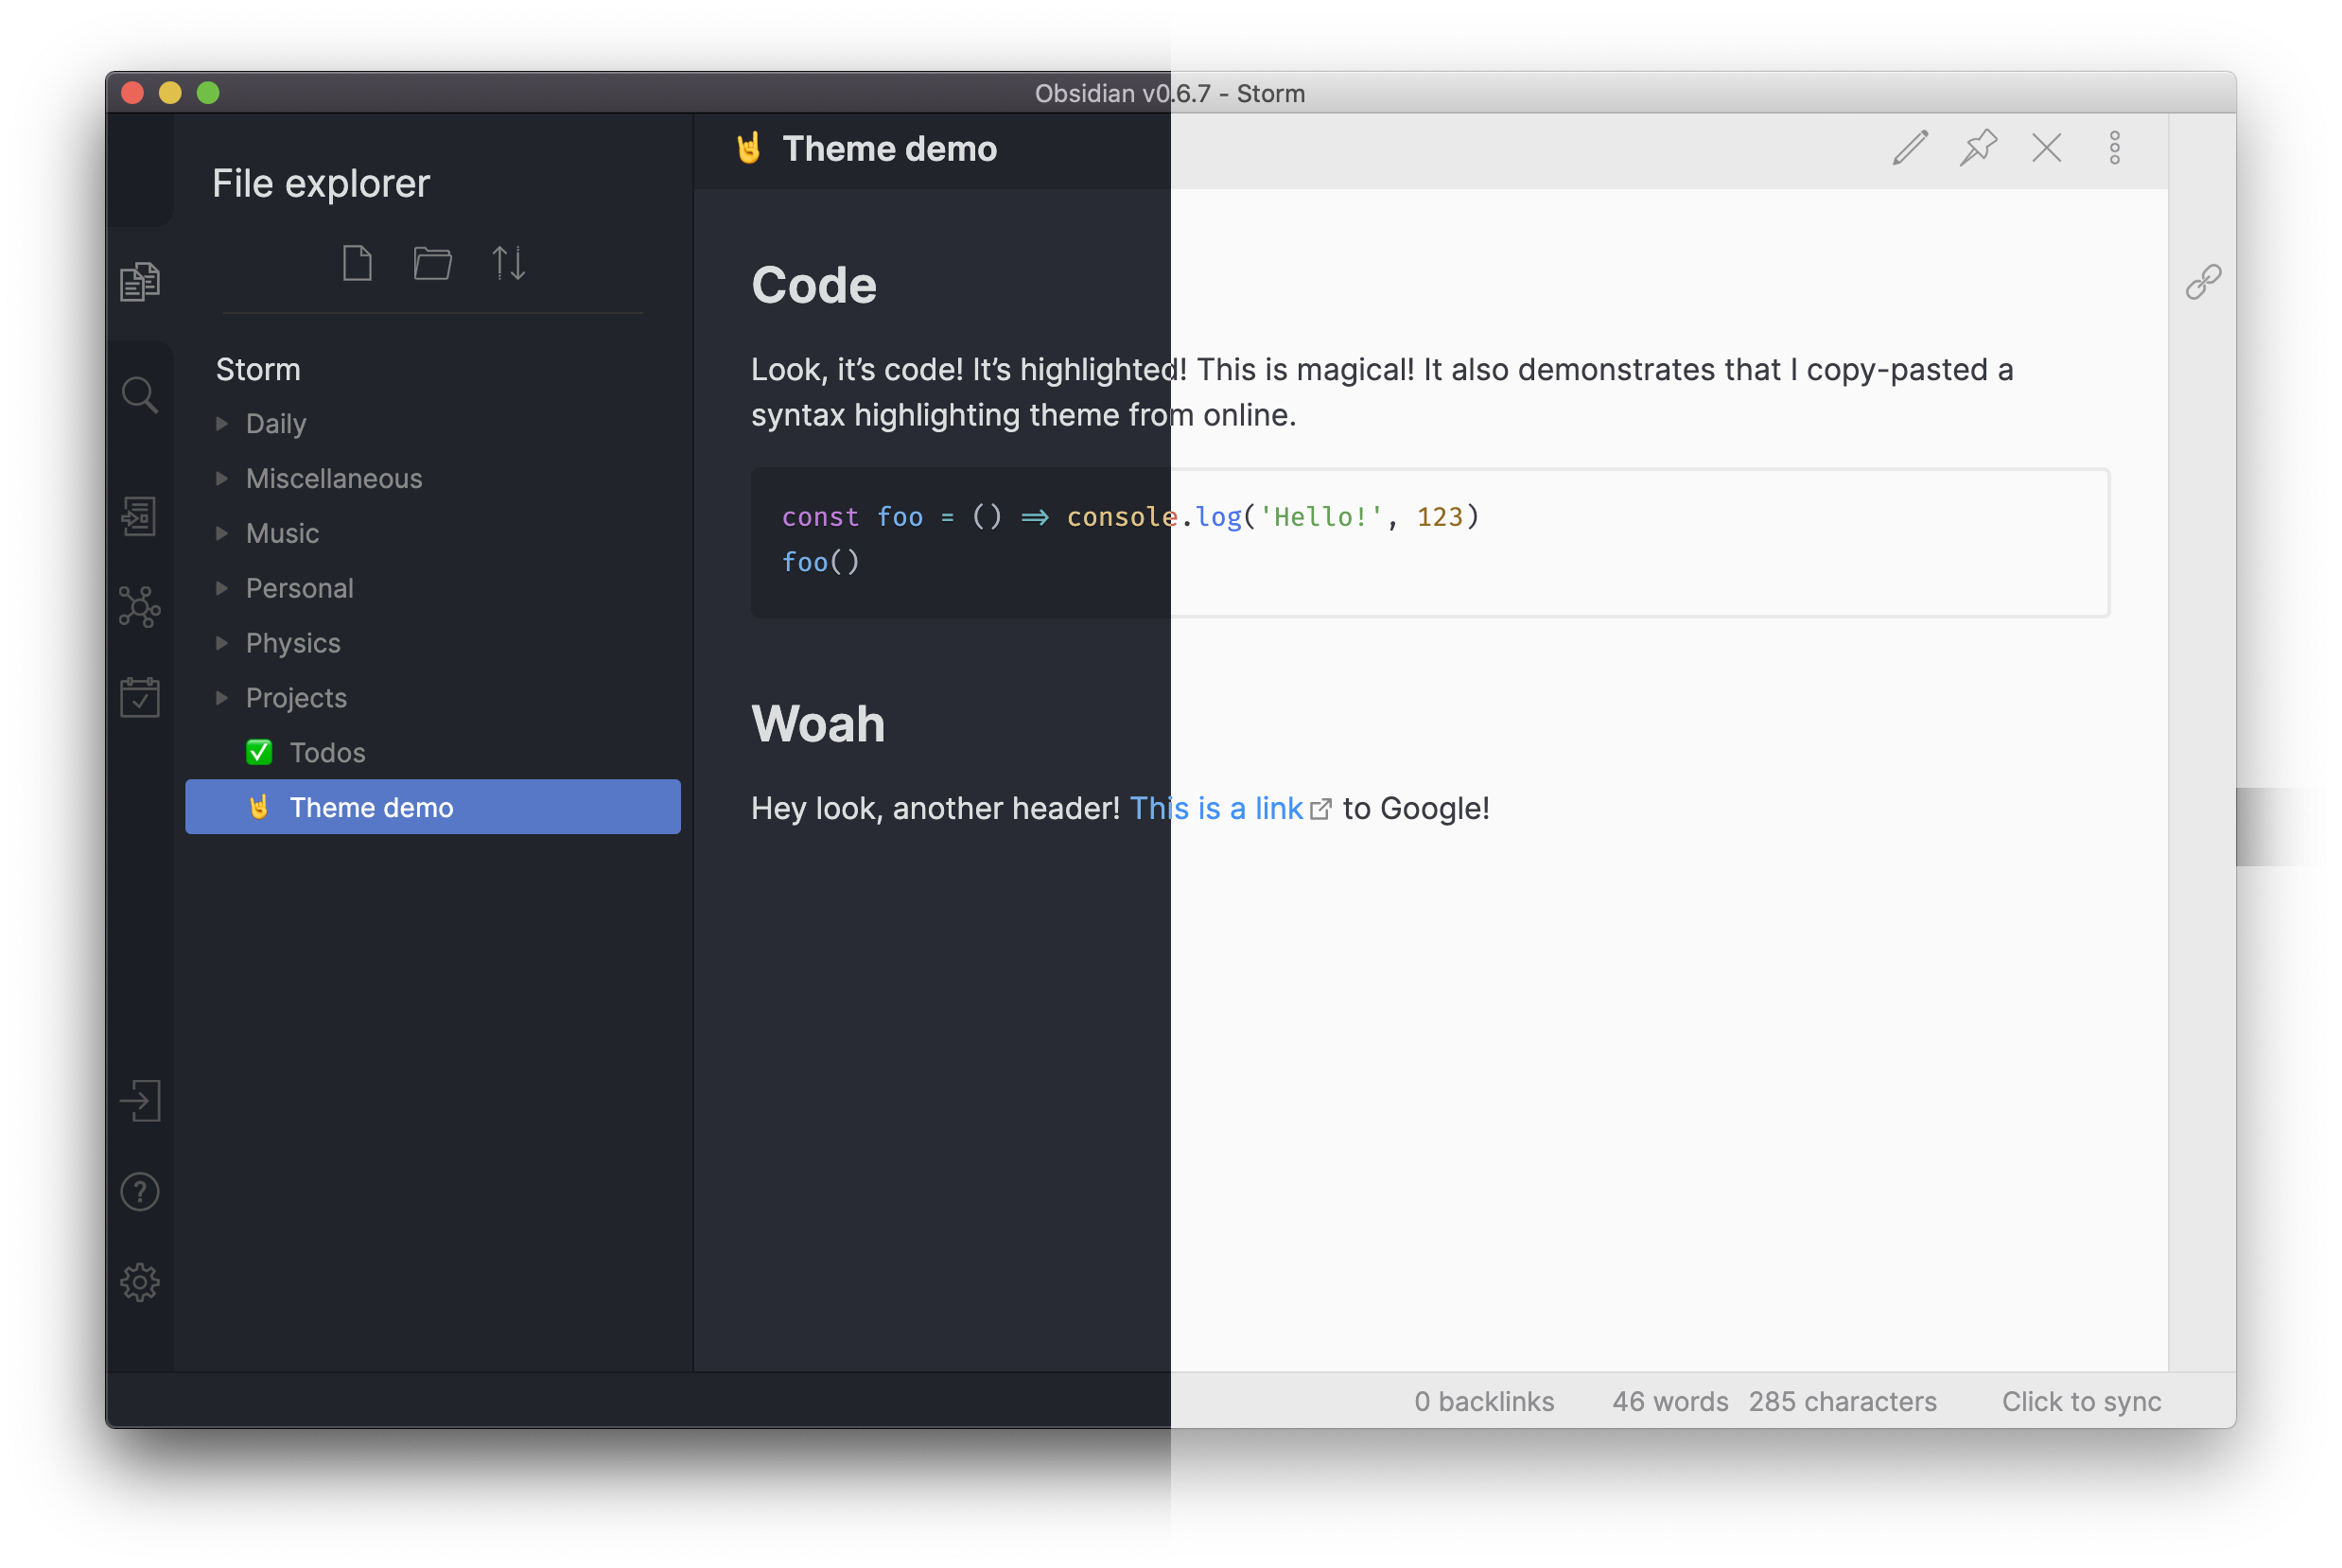 Obsidian v0.6.7 - Storm
File explorer
Storm
Daily
Miscellaneous
Music
Personal
Physics
Projects
✅ Todos
🤘 Theme demo
🤘 Theme demo
Code
Look, it’s code! It’s highlighted! This is magical! It also demonstrates that I copy-pasted a
syntax highlighting theme from online.
const foo = () => console.log('Hello!', 123)
foo()
Woah
Hey look, another header! This is a link to Google!
0 backlinks 46 words 285 characters Click to sync